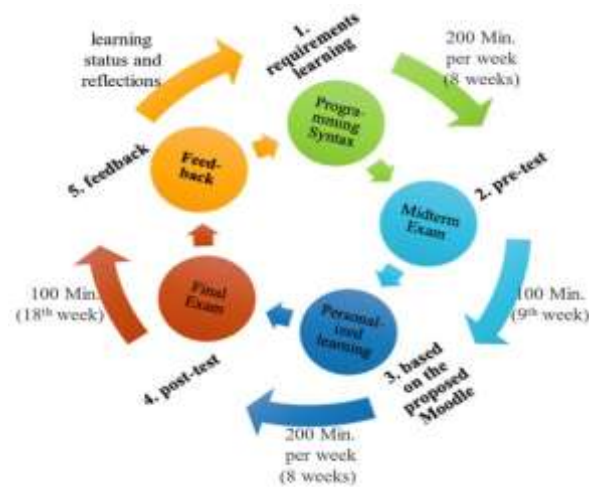 1.
requirements
learning
Progra-
mming
Syntax
200 Min.
per week
(8 weeks)
2. pre-test
Midterm
Exam
100 Min.
(9th week)
3. based
on the
proposed
Moodle
Personal-
ized
learning
200 Min.
per week
(8 weeks)
4. post-test
Final
Exam
100 Min.
(18th week)
5. feedback
Feed-
back
learning
status and
reflections